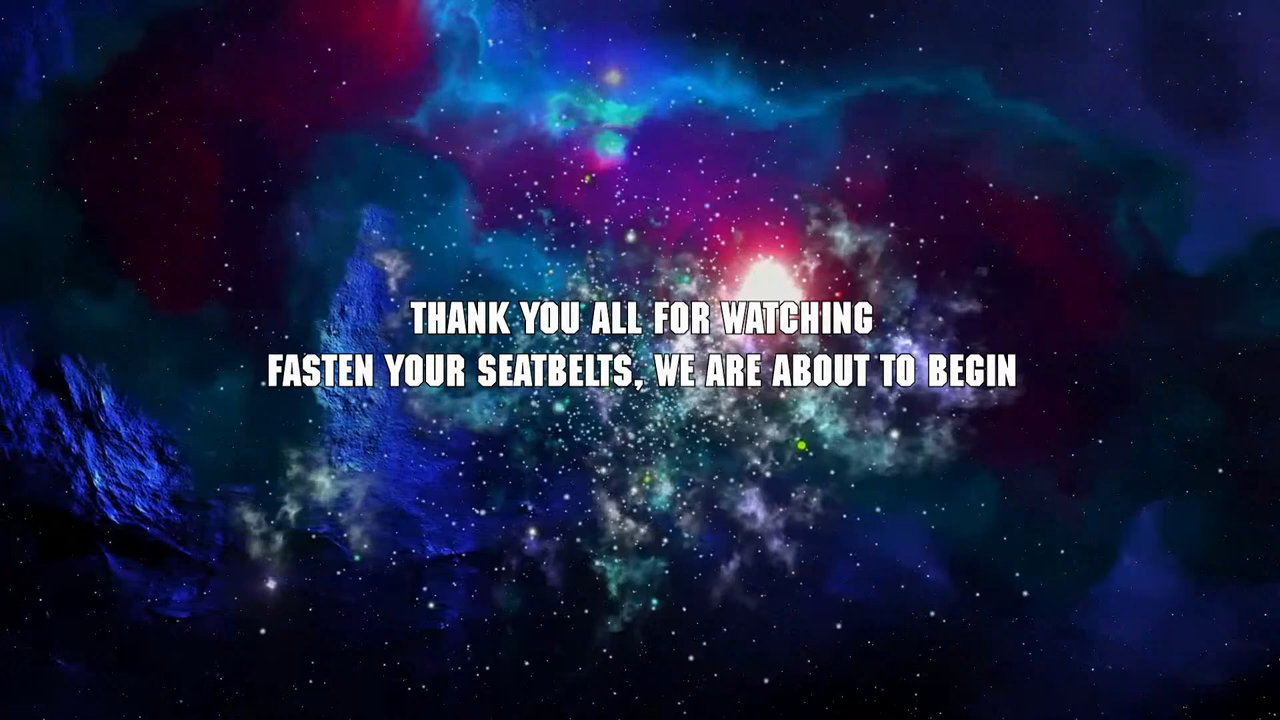 THANK YOU ALL FOR WATCHING
FASTEN YOUR SEATBELTS, WE ARE ABOUT TO BEGIN